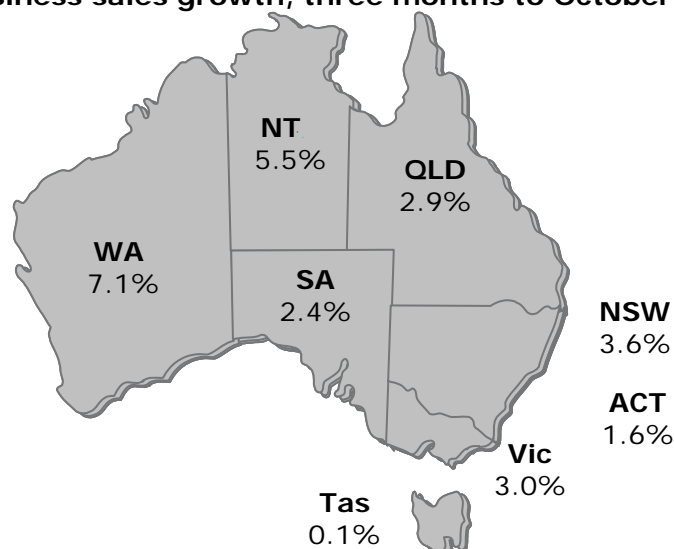 sales growth, three months to October
NT
5.5%
QLD
2.9%
WA
7.1%
SA
2.4%
NSW
3.6%
ACT
1.6%
Vic
3.0%
Tas
0.1%